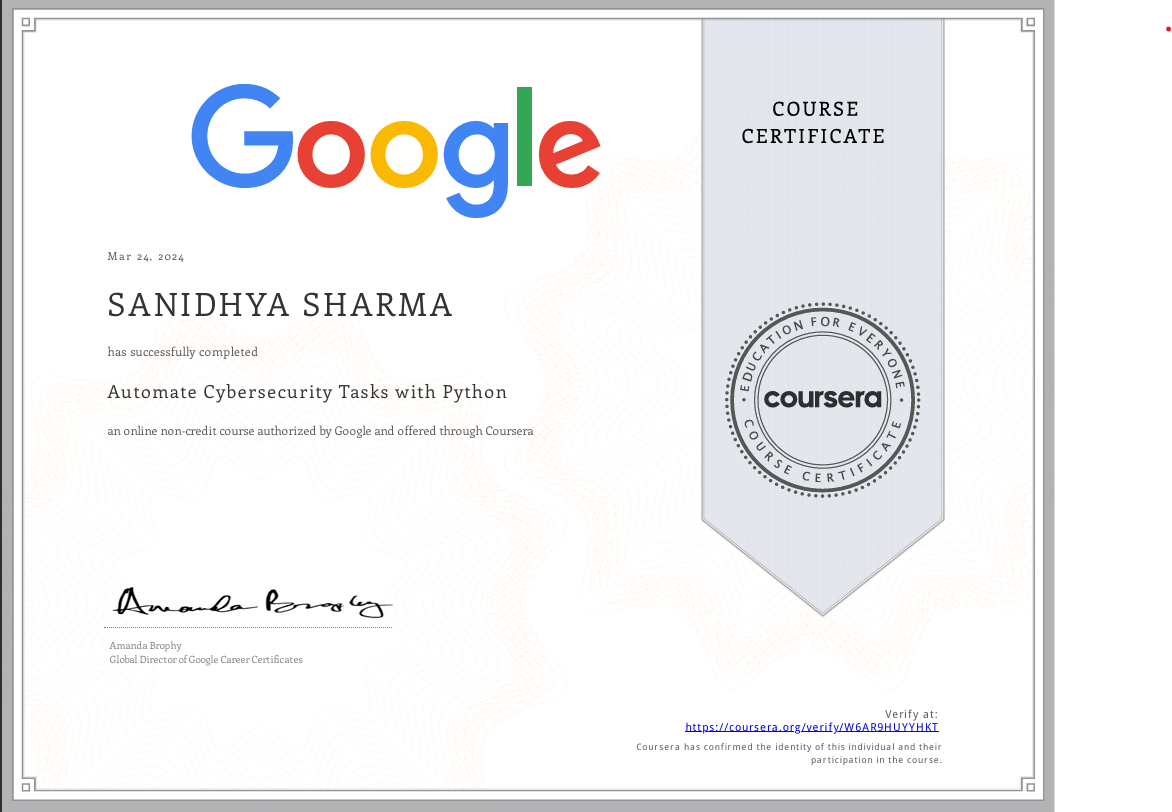 Google
COURSE
CERTIFICATE
Mar 24, 2024
SANIDHYA SHARMA
has successfully completed
Automate Cybersecurity Tasks with Python
an online non-credit course authorized by Google and offered through Coursera
EDUCATION FOR EVERYONE
coursera
COURSE CERTIFICATE
Amanda Brophy
Amanda Brophy
Global Director of Google Career Certificates
Verify at:
https://coursera.org/verify/W6AR9HUYYHKT
Coursera has confirmed the identity of this individual and their
participation in the course.